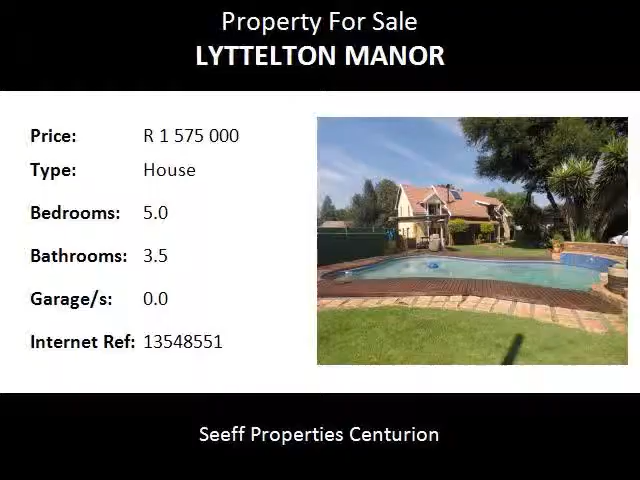 Property For Sale
LYTTELTON MANOR
Price: R 1 575 000
Type: House
Bedrooms: 5.0
Bathrooms: 3.5
Garage/s: 0.0
Internet Ref: 13548551
Seeff Properties Centurion